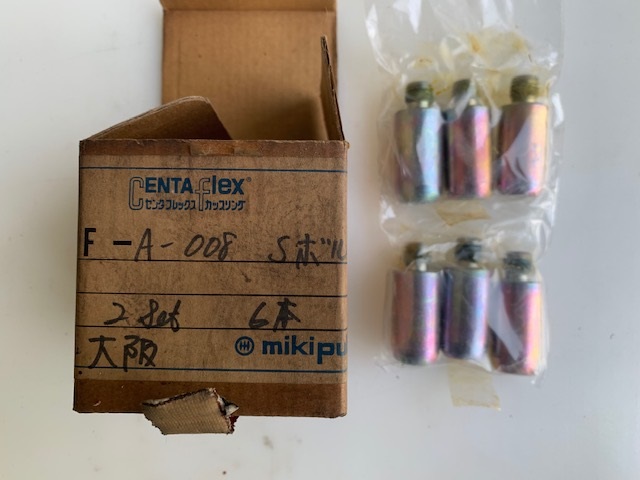 CENTAflex®
センタフレックス カップリング
F-A-008 Sボル
2 Set 6本
大阪 mikipu